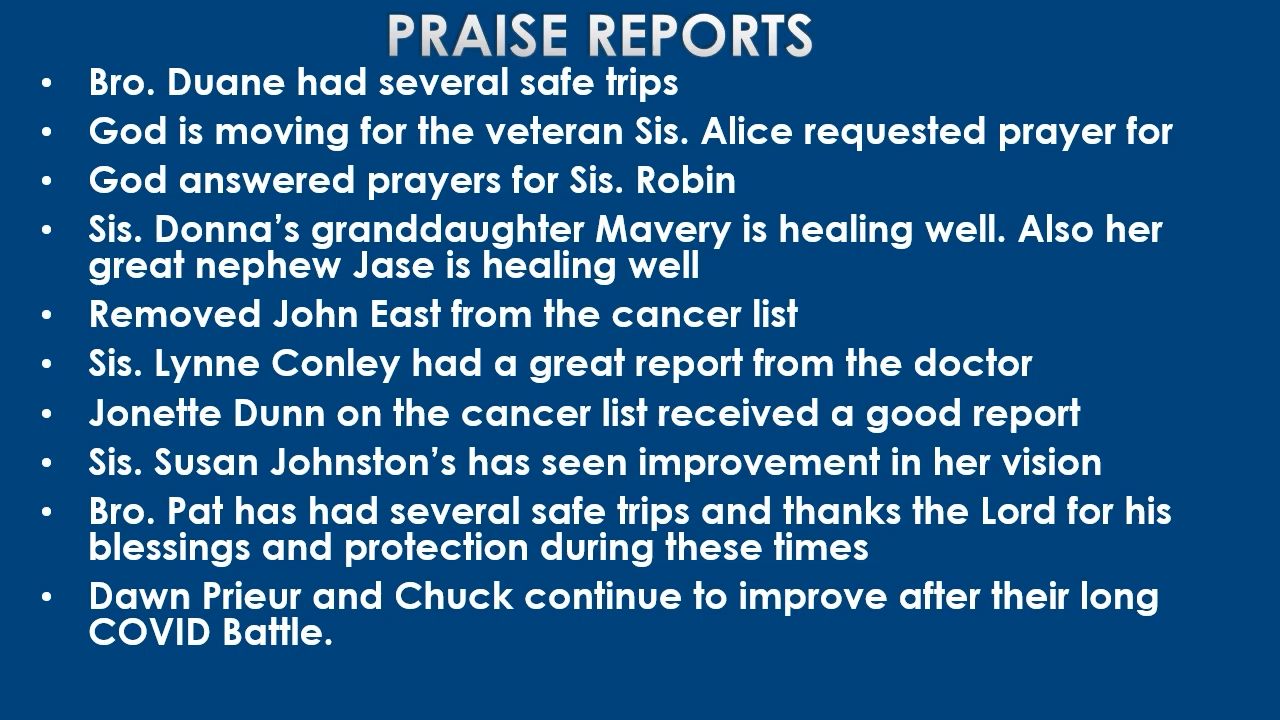 PRAISE REPORTS
• Bro. Duane had several safe trips
• God is moving for the veteran Sis. Alice requested prayer for
• God answered prayers for Sis. Robin
• Sis. Donna’s granddaughter Mavery is healing well. Also her
great nephew Jase is healing well
• Removed John East from the cancer list
• Sis. Lynne Conley had a great report from the doctor
• Jonette Dunn on the cancer list received a good report
• Sis. Susan Johnston’s has seen improvement in her vision
• Bro. Pat has had several safe trips and thanks the Lord for his
blessings and protection during these times
• Dawn Prieur and Chuck continue to improve after their long
COVID Battle.